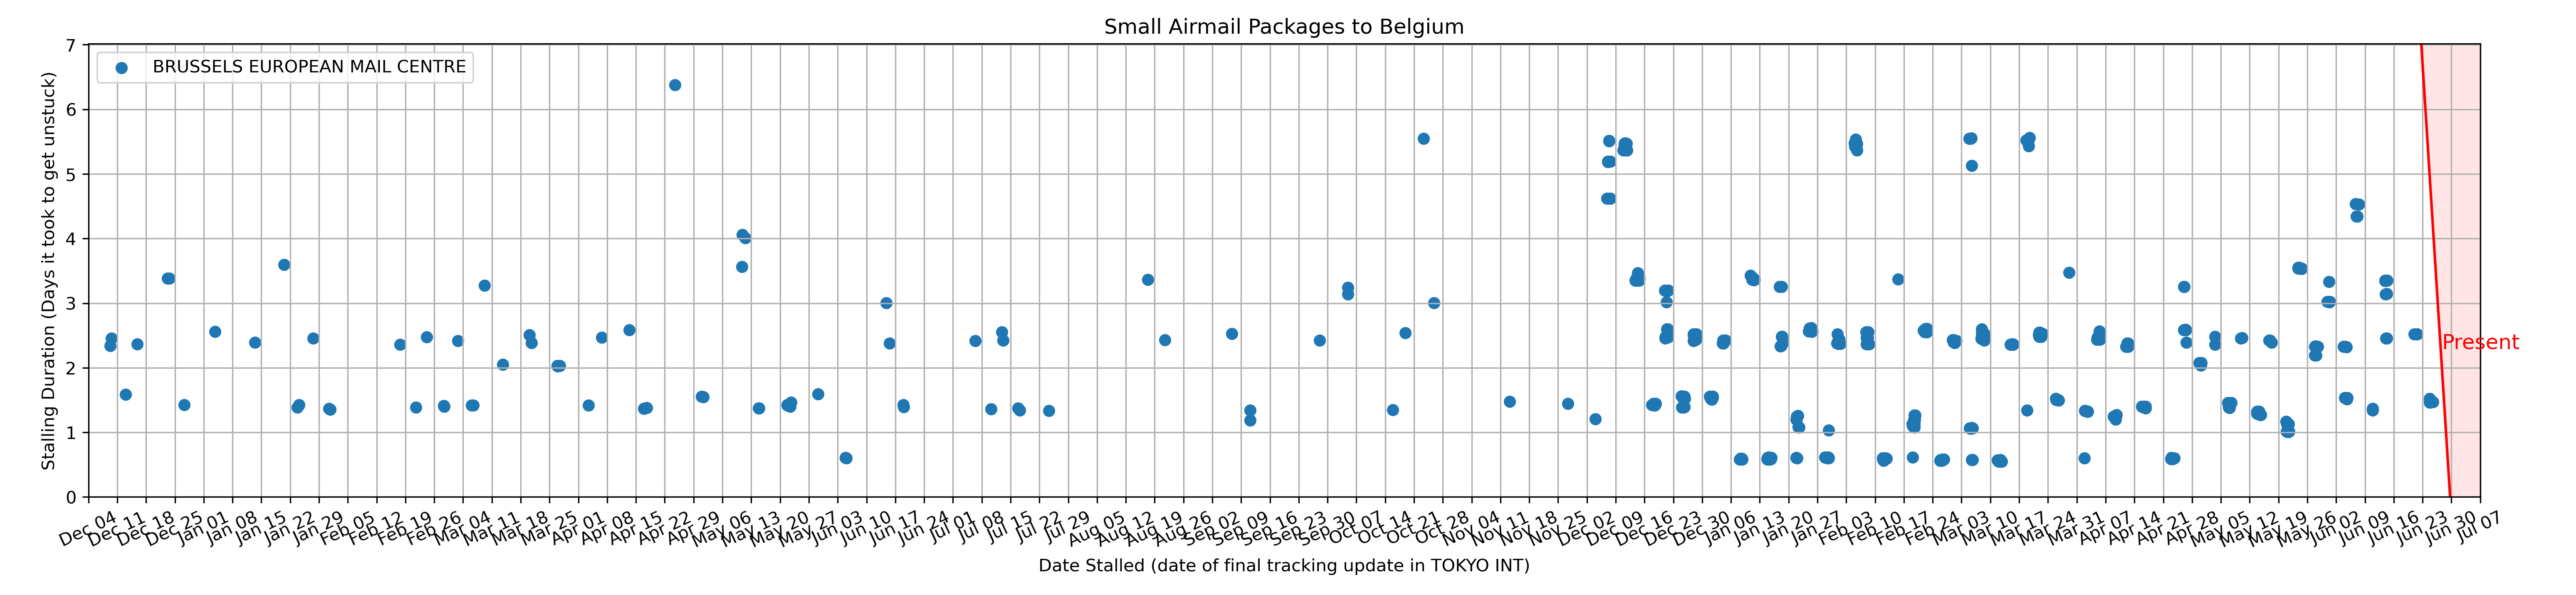 Small Airmail Packages to Belgium
BRUSSELS EUROPEAN MAIL CENTRE
Stalling Duration (Days it took to get unstuck)
7
6
5
4
3
2
1
0
Present
Dec 04
Dec 11
Dec 18
Dec 25
Jan 01
Jan 08
Jan 15
Jan 22
Jan 29
Feb 05
Feb 12
Feb 19
Feb 26
Mar 04
Mar 11
Mar 18
Mar 25
Apr 01
Apr 08
Apr 15
Apr 22
Apr 29
May 06
May 13
May 20
May 27
Jun 03
Jun 10
Jun 17
Jun 24
Jul 01
Jul 08
Jul 15
Jul 22
Jul 29
Aug 05
Aug 12
Aug 19
Aug 26
Sep 02
Sep 09
Sep 16
Sep 23
Sep 30
Oct 07
Oct 14
Oct 21
Oct 28
Nov 04
Nov 11
Nov 18
Nov 25
Dec 02
Dec 09
Dec 16
Dec 23
Dec 30
Jan 06
Jan 13
Jan 20
Jan 27
Feb 03
Feb 10
Feb 17
Feb 24
Mar 03
Mar 10
Mar 17
Mar 24
Mar 31
Apr 07
Apr 14
Apr 21
Apr 28
May 05
May 12
May 19
May 26
Jun 02
Jun 09
Jun 16
Jun 23
Jun 30
Jul 07
Date Stalled (date of final tracking update in TOKYO INT)